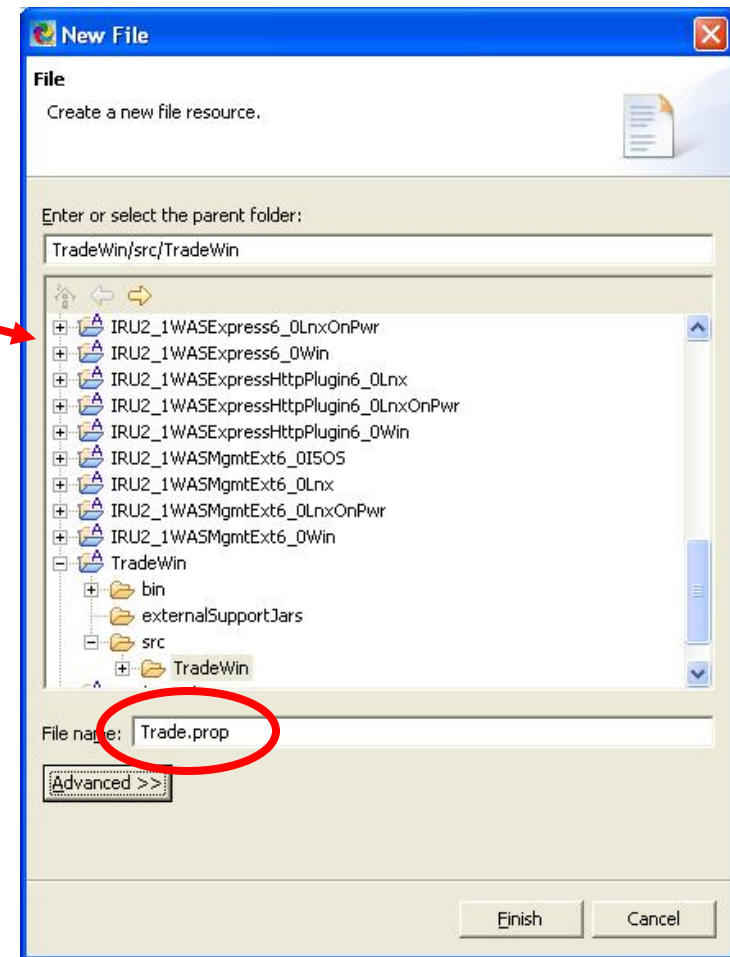 New File
File
Create a new file resource.
Enter or select the parent folder:
TradeWin/src/TradeWin
IRU2_1WASExpress6_0LnxOnPwr
IRU2_1WASExpress6_0Win
IRU2_1WASExpressHttpPlugin6_0Lnx
IRU2_1WASExpressHttpPlugin6_0LnxOnPwr
IRU2_1WASExpressHttpPlugin6_0Win
IRU2_1WASMgmtExt6_0I5OS
IRU2_1WASMgmtExt6_0Lnx
IRU2_1WASMgmtExt6_0LnxOnPwr
IRU2_1WASMgmtExt6_0Win
TradeWin
bin
externalSupportJars
src
TradeWin
File name: Trade.prop
Advanced >>
Finish Cancel